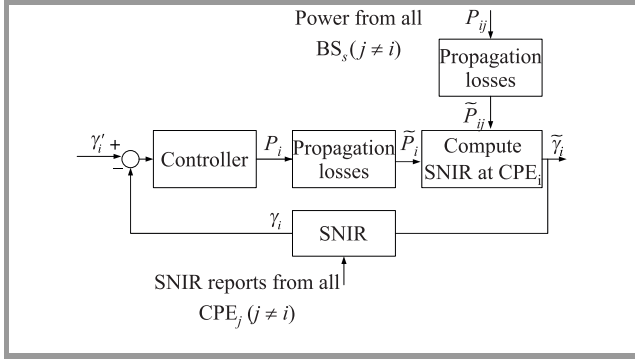 Power from all
BSₛ(j ≠ i)
P_ij
Propagation
losses
P̃_ij
γ′_i +
−
Controller
P_i
Propagation
losses
P̃_i
Compute
SNIR at CPE_i
γ̃_i
γ_i
SNIR
SNIR reports from all
CPE_j (j ≠ i)